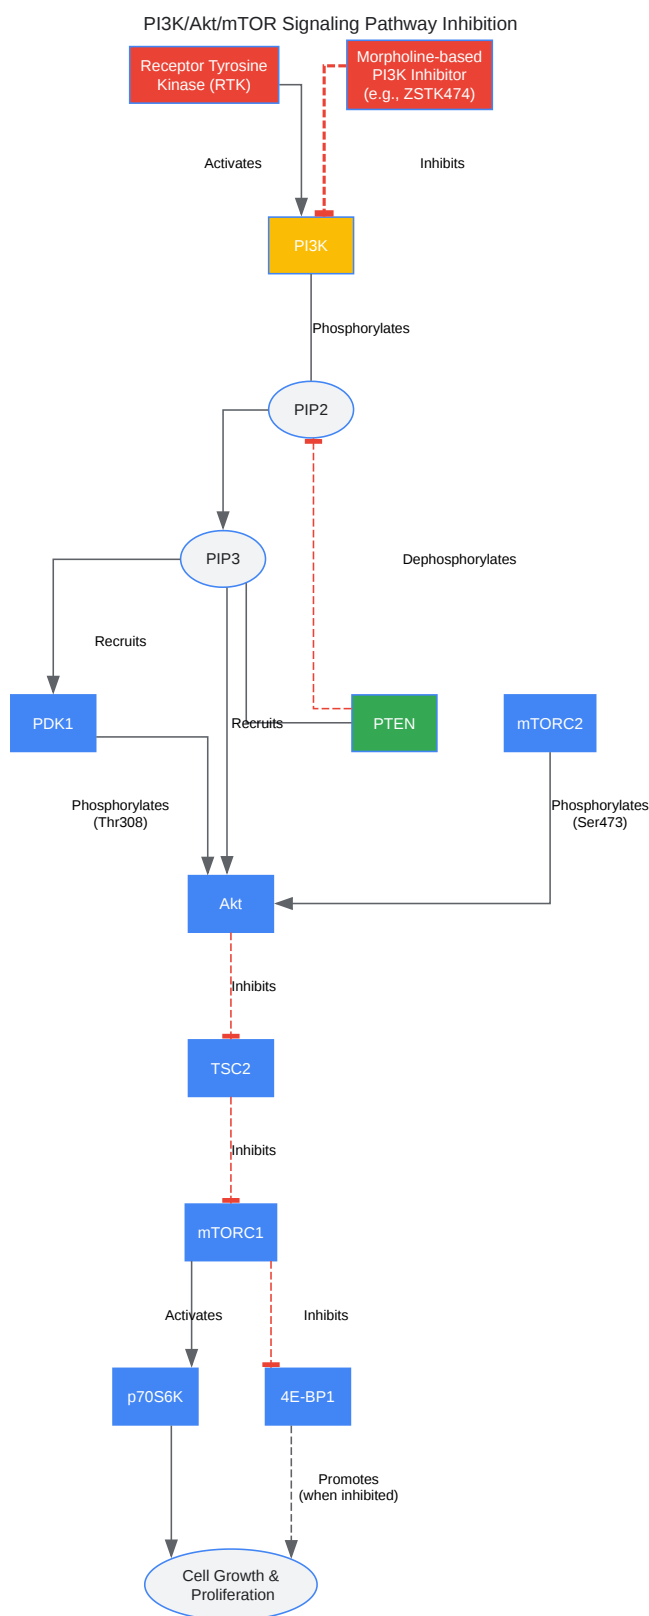 PI3K/Akt/mTOR Signaling Pathway Inhibition
Receptor Tyrosine
Kinase (RTK)
Morpholine-based
PI3K Inhibitor
(e.g., ZSTK474)
Activates
Inhibits
PI3K
Phosphorylates
PIP2
PIP3
Dephosphorylates
Recruits
PDK1
Recruits
PTEN
mTORC2
Phosphorylates
(Thr308)
Phosphorylates
(Ser473)
Akt
Inhibits
TSC2
Inhibits
mTORC1
Activates
Inhibits
p70S6K
4E-BP1
Promotes
(when inhibited)
Cell Growth &
Proliferation